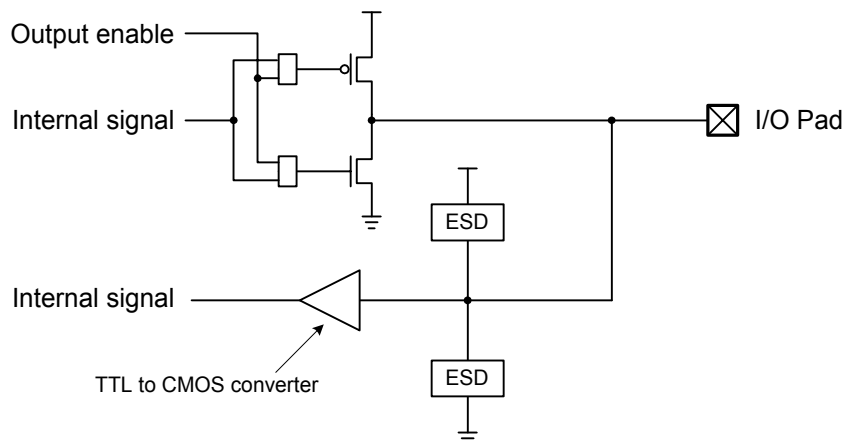 Output enable
Internal signal
I/O Pad
ESD
Internal signal
TTL to CMOS converter
ESD